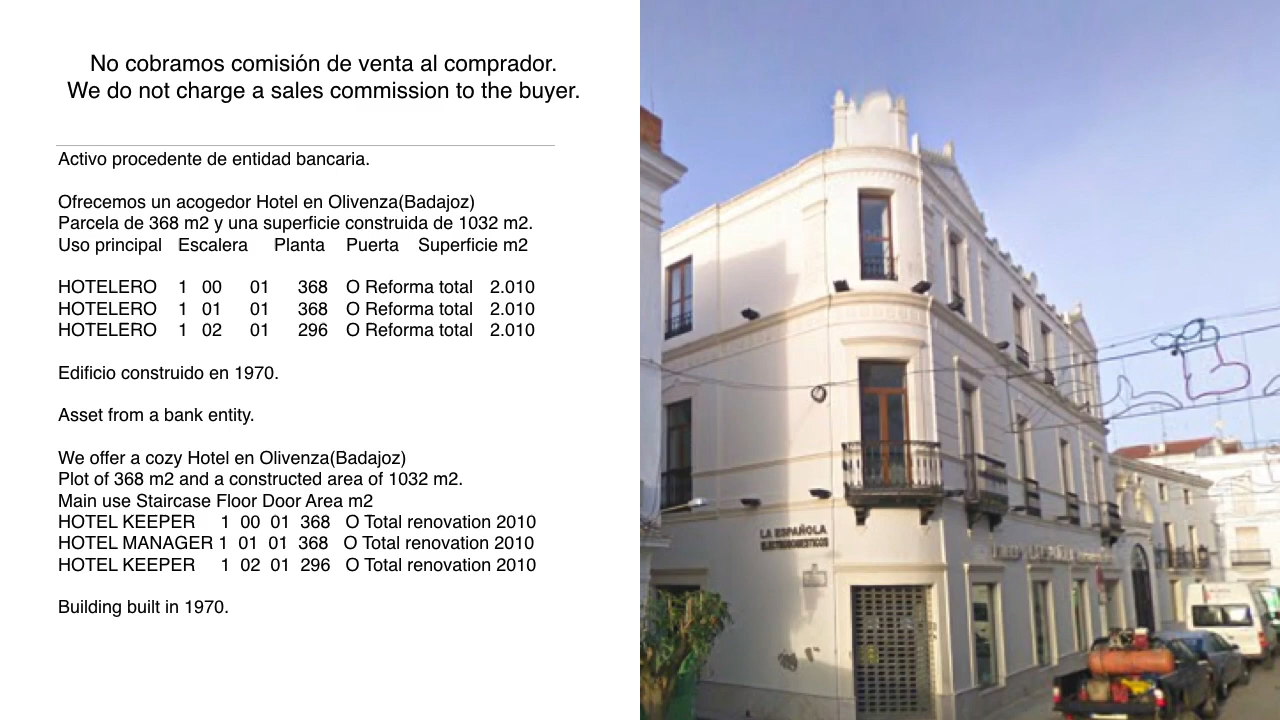 No cobramos comisión de venta al comprador.
We do not charge a sales commission to the buyer.
Activo procedente de entidad bancaria.
Ofrecemos un acogedor Hotel en Olivenza(Badajoz)
Parcela de 368 m2 y una superficie construida de 1032 m2.
Uso principal Escalera Planta Puerta Superficie m2
HOTELERO 1 00 01 368 O Reforma total 2.010
HOTELERO 1 01 01 368 O Reforma total 2.010
HOTELERO 1 02 01 296 O Reforma total 2.010
Edificio construido en 1970.
Asset from a bank entity.
We offer a cozy Hotel en Olivenza(Badajoz)
Plot of 368 m2 and a constructed area of 1032 m2.
Main use Staircase Floor Door Area m2
HOTEL KEEPER 1 00 01 368 O Total renovation 2010
HOTEL MANAGER 1 01 01 368 O Total renovation 2010
HOTEL KEEPER 1 02 01 296 O Total renovation 2010
Building built in 1970.
LA ESPAÑOLA
ELECTRODOMESTICOS